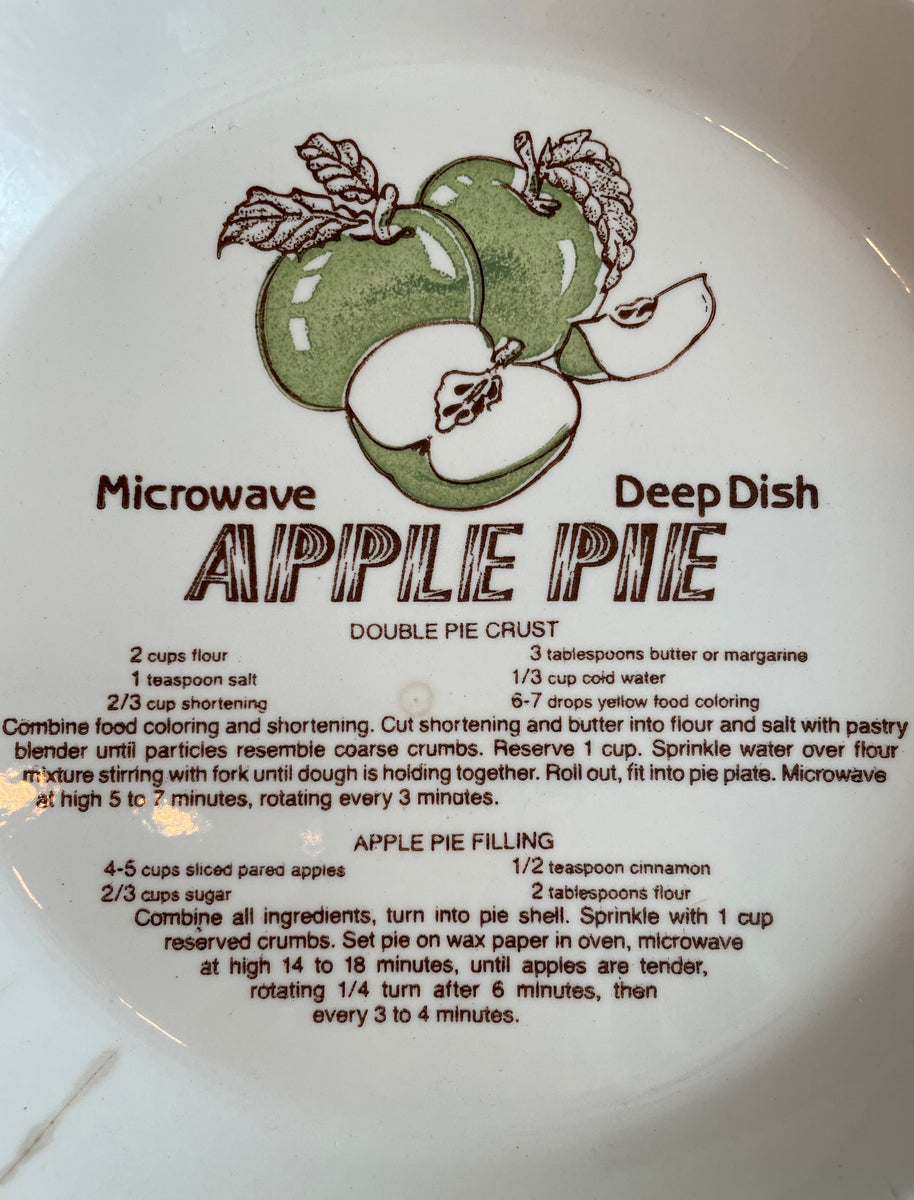 Microwave Deep Dish
APPLE PIE
DOUBLE PIE CRUST
2 cups flour 3 tablespoons butter or margarine
1 teaspoon salt 1/3 cup cold water
2/3 cup shortening 6-7 drops yellow food coloring
Combine food coloring and shortening. Cut shortening and butter into flour and salt with pastry
blender until particles resemble coarse crumbs. Reserve 1 cup. Sprinkle water over flour
mixture stirring with fork until dough is holding together. Roll out, fit into pie plate. Microwave
at high 5 to 7 minutes, rotating every 3 minutes.
APPLE PIE FILLING
4-5 cups sliced pared apples 1/2 teaspoon cinnamon
2/3 cups sugar 2 tablespoons flour
Combine all ingredients, turn into pie shell. Sprinkle with 1 cup
reserved crumbs. Set pie on wax paper in oven, microwave
at high 14 to 18 minutes, until apples are tender,
rotating 1/4 turn after 6 minutes, then
every 3 to 4 minutes.